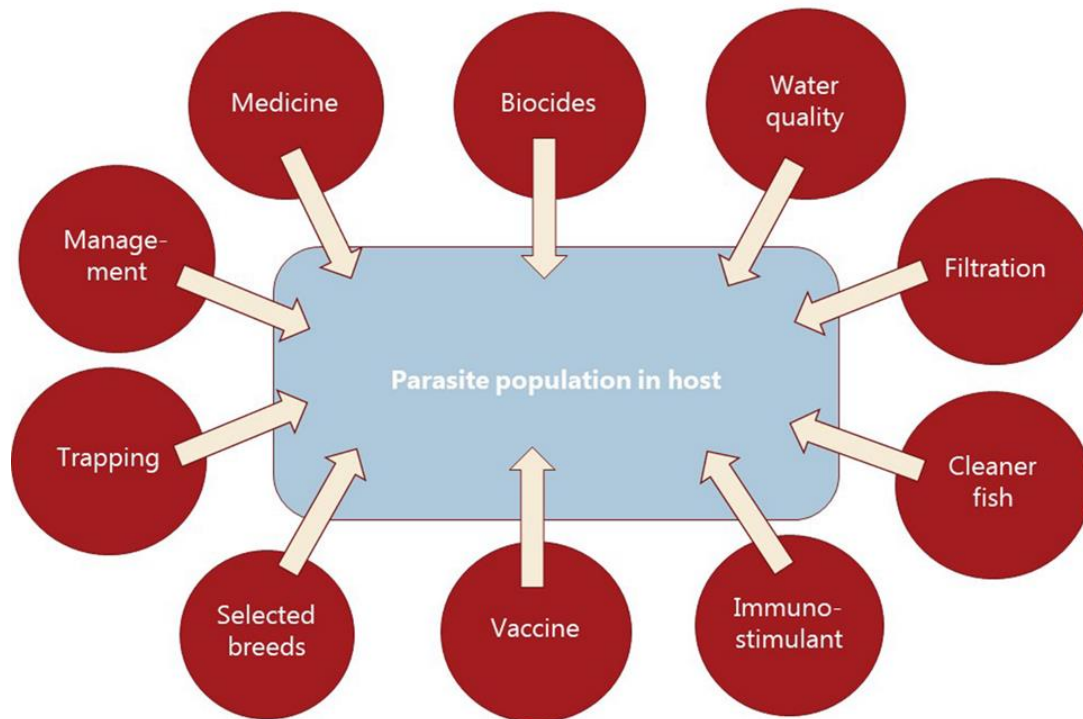 Medicine
Biocides
Water
quality
Manage-
ment
Filtration
Parasite population in host
Trapping
Cleaner
fish
Selected
breeds
Vaccine
Immuno-
stimulant